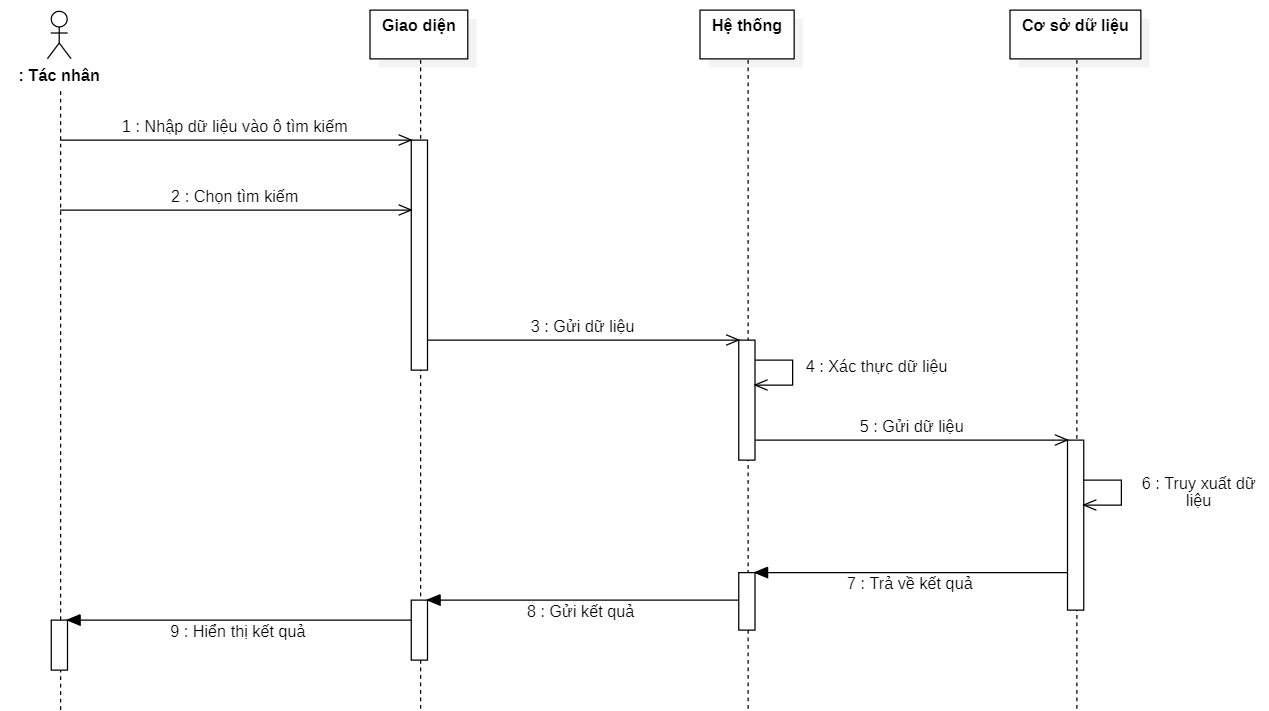 : Tác nhân
Giao diện
Hệ thống
Cơ sở dữ liệu
1 : Nhập dữ liệu vào ô tìm kiếm
2 : Chọn tìm kiếm
3 : Gửi dữ liệu
4 : Xác thực dữ liệu
5 : Gửi dữ liệu
6 : Truy xuất dữ
liệu
7 : Trả về kết quả
8 : Gửi kết quả
9 : Hiển thị kết quả